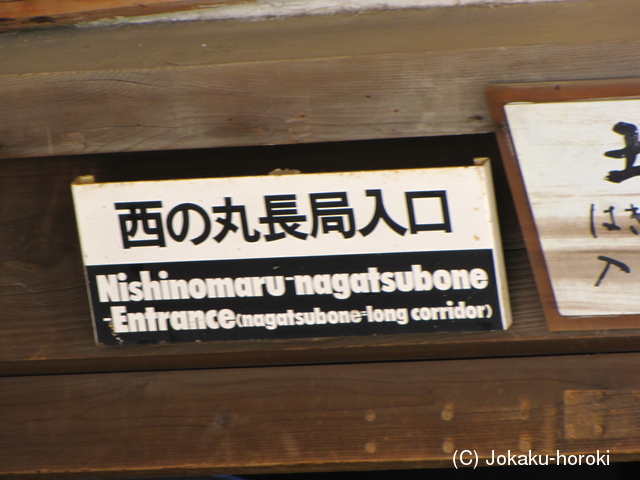 西の丸長局入口
Nishinomaru-nagatsubone
-Entrance(nagatsubone=long corridor)
(C) Jokaku-horoki